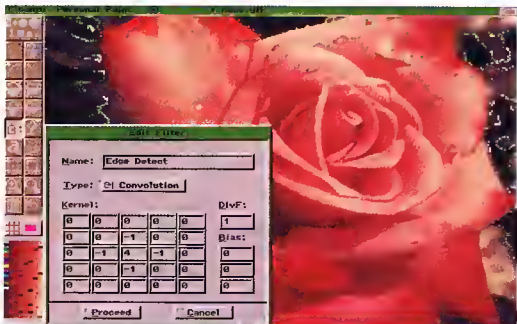 Personal Paint
Edit Filter
Name: Edge Detect
Type: Convolution
Kernel: DivF:
0 0 0 0 0 1
0 0 -1 0 0 Bias:
0 -1 4 -1 0 0
0 0 -1 0 0 0
0 0 0 0 0 0
Proceed Cancel